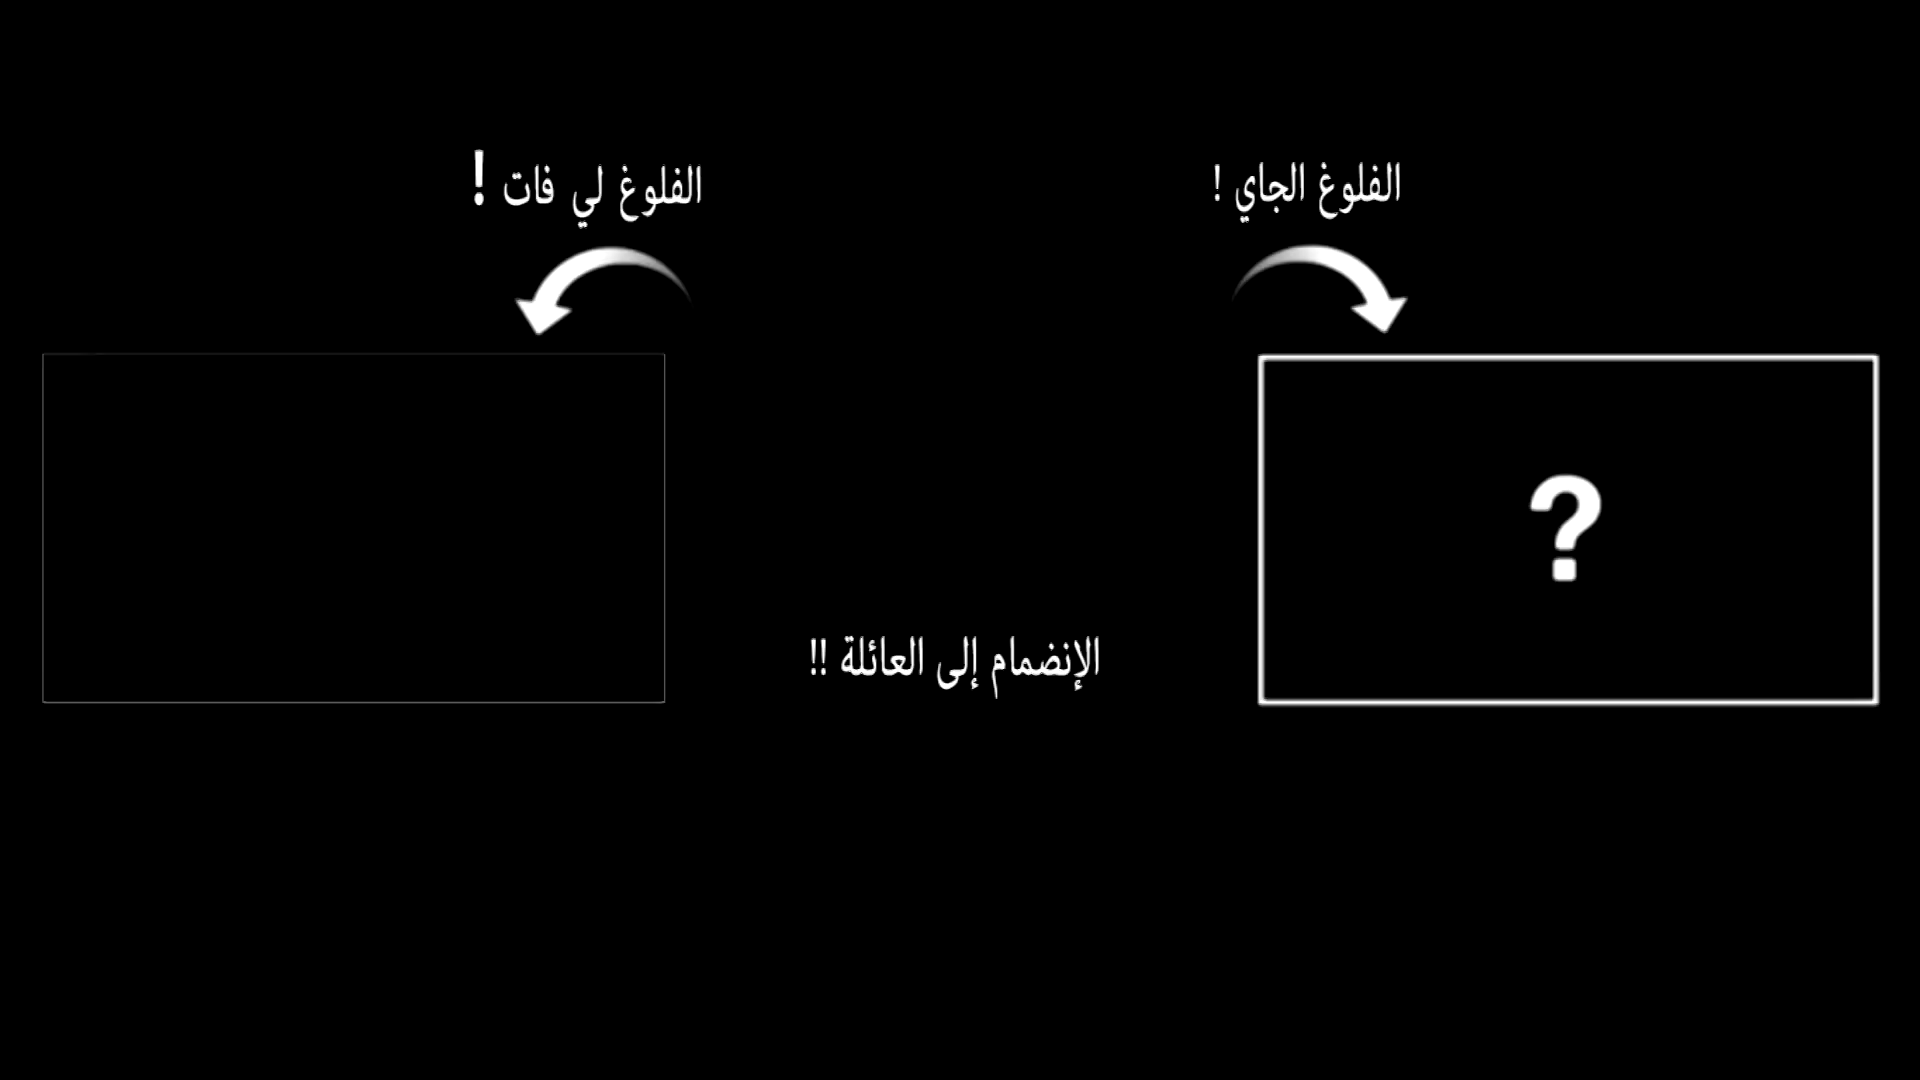 الفلوغ الجاي !
الفلوغ لي فات !
?
الإنضمام إلى العائلة !!